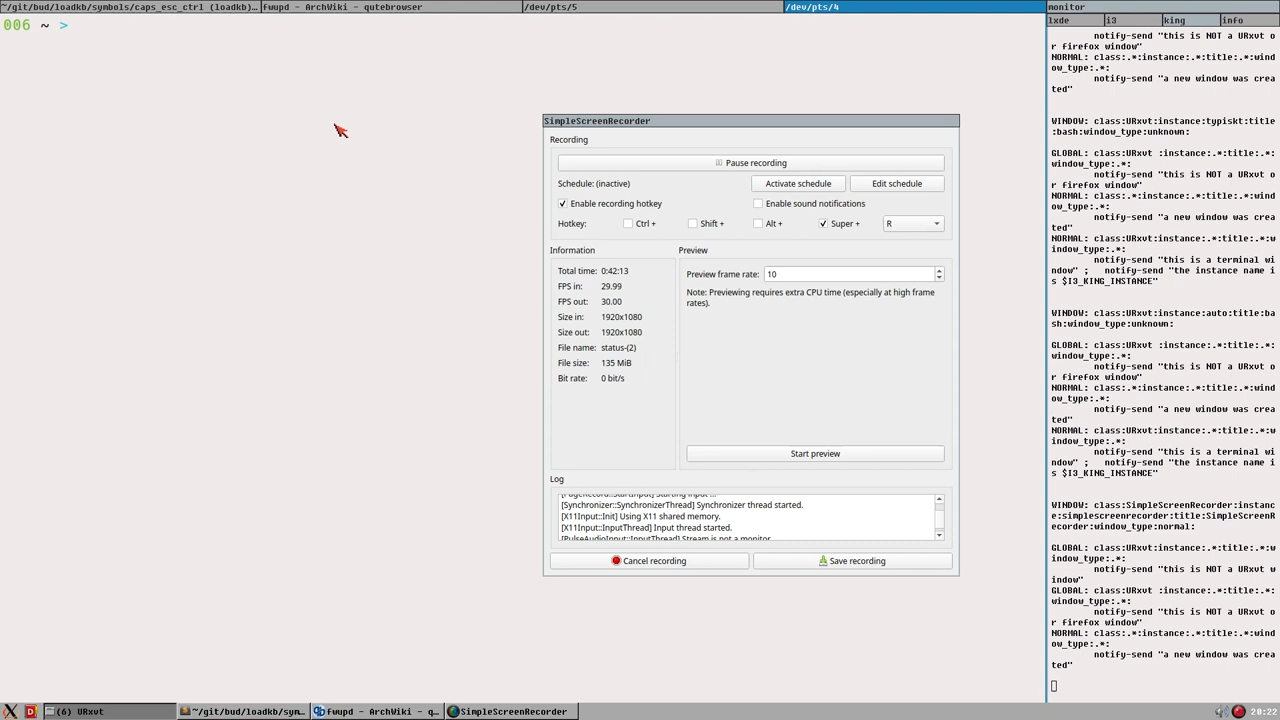 ~/git/bud/loadkb/symbols/caps_esc_ctrl (loadkb)...
fwupd - ArchWiki - qutebrowser
/dev/pts/5
/dev/pts/4
monitor
lxde
i3
king
info
006 ~ >
SimpleScreenRecorder
Recording
Pause recording
Schedule: (inactive)
Activate schedule
Edit schedule
Enable recording hotkey
Enable sound notifications
Hotkey:
Ctrl +
Shift +
Alt +
Super +
R
Information
Total time: 0:42:13
FPS in: 29.99
FPS out: 30.00
Size in: 1920x1080
Size out: 1920x1080
File name: status-(2)
File size: 135 MiB
Bit rate: 0 bit/s
Preview
Preview frame rate: 10
Note: Previewing requires extra CPU time (especially at high frame
rates).
Start preview
Log
[PageRecord::StartInput] Starting input ...
[Synchronizer::SynchronizerThread] Synchronizer thread started.
[X11Input::Init] Using X11 shared memory.
[X11Input::InputThread] Input thread started.
[PulseAudioInput::InputThread] Stream is not a monitor.
Cancel recording
Save recording
notify-send "this is NOT a URxvt o
r firefox window"
NORMAL: class:.*:instance:.*:title:.*:wind
ow_type:.*:
notify-send "a new window was crea
ted"
WINDOW: class:URxvt:instance:typiskt:title
:bash:window_type:unknown:
GLOBAL: class:URxvt :instance:.*:title:.*:
window_type:.*:
notify-send "this is NOT a URxvt o
r firefox window"
NORMAL: class:.*:instance:.*:title:.*:wind
ow_type:.*:
notify-send "a new window was crea
ted"
NORMAL: class:URxvt:instance:.*:title:.*:w
indow_type:.*:
notify-send "this is a terminal wi
ndow" ;   notify-send "the instance name i
s $I3_KING_INSTANCE"
WINDOW: class:URxvt:instance:auto:title:ba
sh:window_type:unknown:
GLOBAL: class:URxvt :instance:.*:title:.*:
window_type:.*:
notify-send "this is NOT a URxvt o
r firefox window"
NORMAL: class:.*:instance:.*:title:.*:wind
ow_type:.*:
notify-send "a new window was crea
ted"
NORMAL: class:URxvt:instance:.*:title:.*:w
indow_type:.*:
notify-send "this is a terminal wi
ndow" ;   notify-send "the instance name i
s $I3_KING_INSTANCE"
WINDOW: class:SimpleScreenRecorder:instanc
e:simplescreenrecorder:title:SimpleScreenR
ecorder:window_type:normal:
GLOBAL: class:URxvt:instance:.*:title:.*:w
indow_type:.*:
notify-send "this is NOT a URxvt w
indow"
GLOBAL: class:URxvt :instance:.*:title:.*:
window_type:.*:
notify-send "this is NOT a URxvt o
r firefox window"
NORMAL: class:.*:instance:.*:title:.*:wind
ow_type:.*:
notify-send "a new window was crea
ted"
(6) URxvt
~/git/bud/loadkb/sym...
fwupd - ArchWiki - q...
SimpleScreenRecorder
20:22